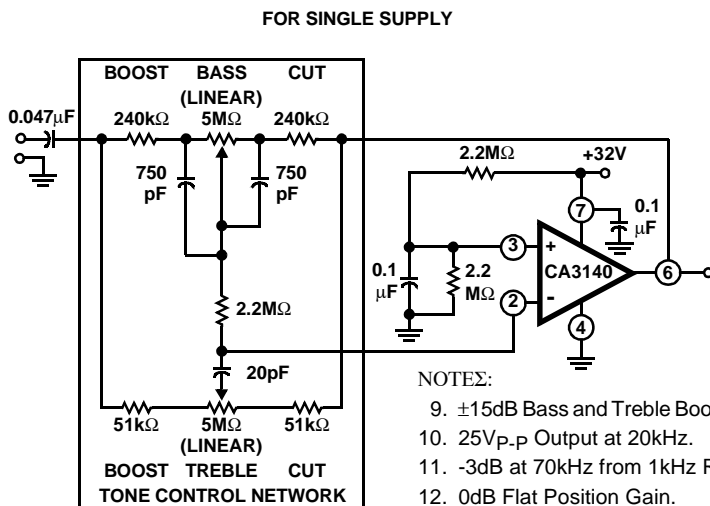 FOR SINGLE SUPPLY
BOOST BASS CUT
(LINEAR)
0.047μF
240kΩ 5MΩ 240kΩ
750
pF
750
pF
2.2MΩ
+32V
7
0.1
μF
3
+
CA3140
6
0.1
μF
2.2
MΩ
2
-
4
2.2MΩ
20pF
51kΩ 5MΩ 51kΩ
(LINEAR)
BOOST TREBLE CUT
TONE CONTROL NETWORK
NOTEΣ:
9. ±15dB Bass and Treble Boo
10. 25VP-P Output at 20kHz.
11. -3dB at 70kHz from 1kHz R
12. 0dB Flat Position Gain.